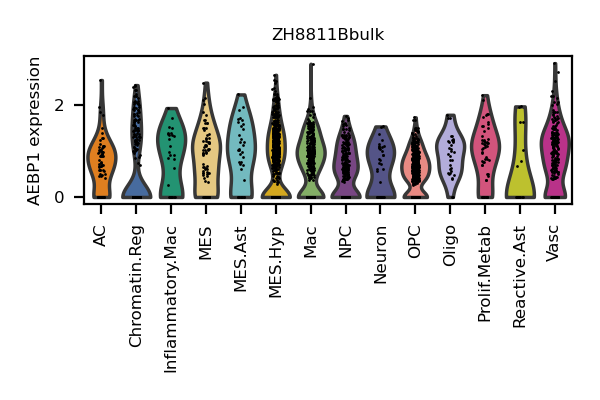 ZH8811Bbulk
AEBP1 expression
2
0
AC
Chromatin.Reg
Inflammatory.Mac
MES
MES.Ast
MES.Hyp
Mac
NPC
Neuron
OPC
Oligo
Prolif.Metab
Reactive.Ast
Vasc